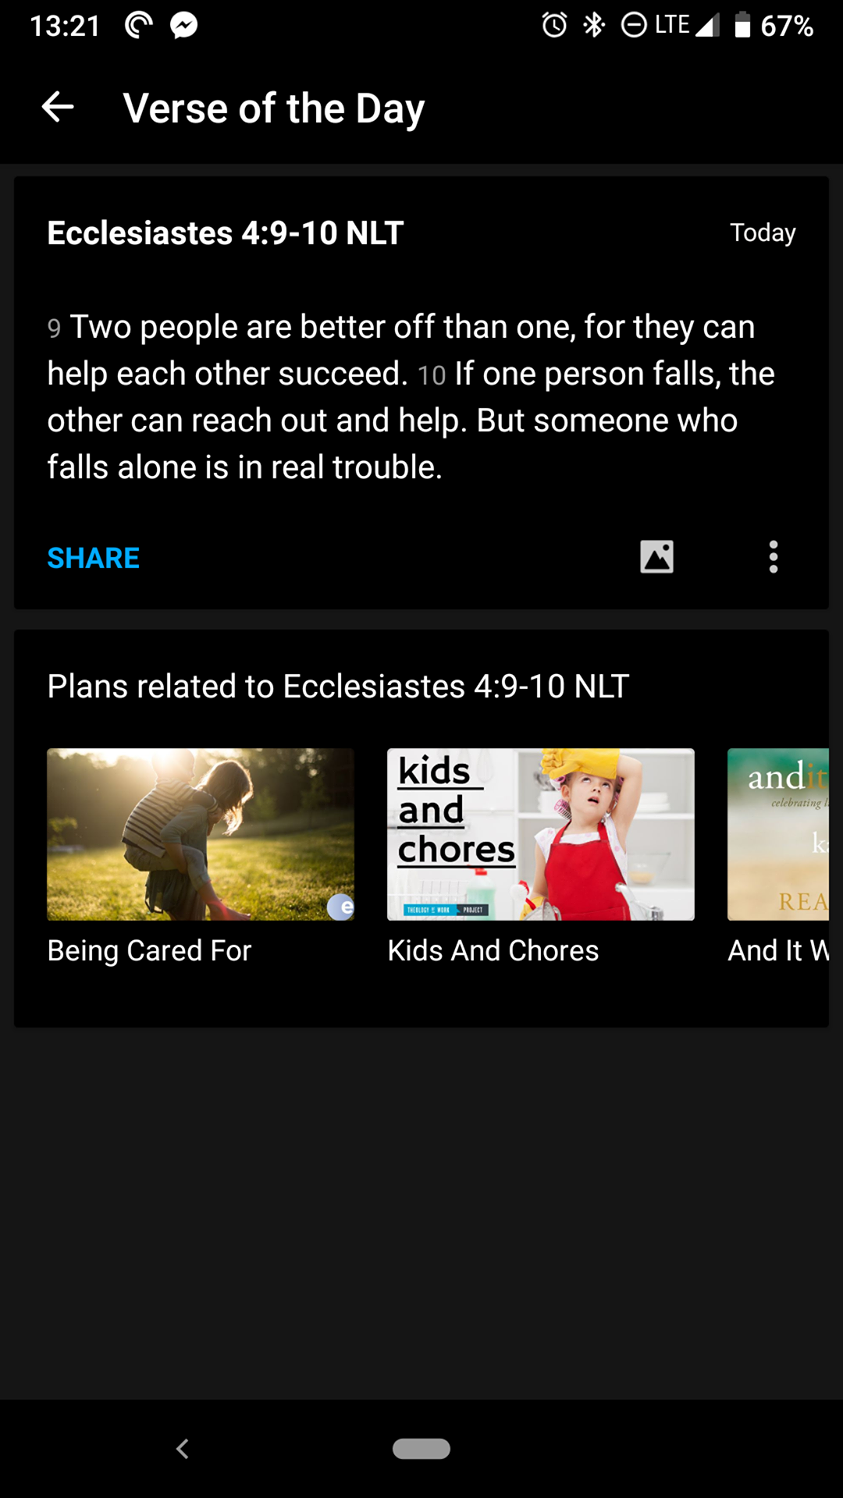 13:21 LTE 67%
Verse of the Day
Ecclesiastes 4:9-10 NLT Today
9 Two people are better off than one, for they can
help each other succeed. 10 If one person falls, the
other can reach out and help. But someone who
falls alone is in real trouble.
SHARE
Plans related to Ecclesiastes 4:9-10 NLT
e
kids
and
chores
THEOLOGY OF WORK PROJECT
andit
celebrating
REA
Being Cared For Kids And Chores And It W